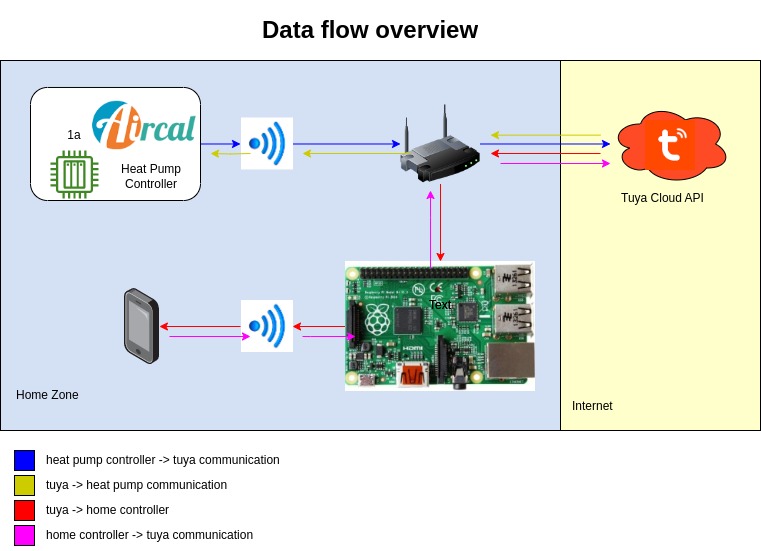 Data flow overview
1a
Aircal
Heat Pump
Controller
Tuya Cloud API
Text
HDMI
Home Zone
Internet
heat pump controller -> tuya communication
tuya -> heat pump communication
tuya -> home controller
home controller -> tuya communication